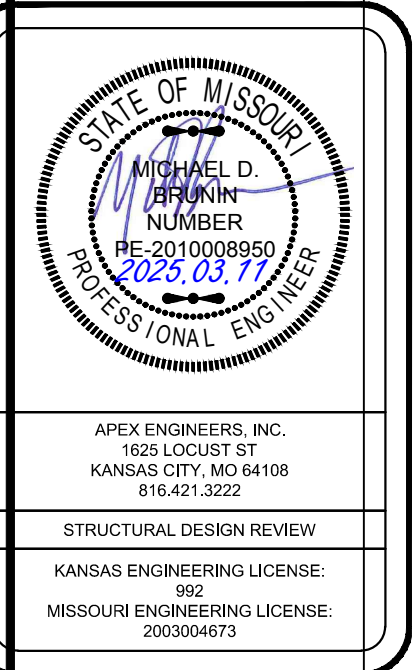 STATE OF MISSOURI
MICHAEL D.
BRUNIN
NUMBER
PE-2010008950
2025.03.11
PROFESSIONAL ENGINEER
APEX ENGINEERS, INC.
1625 LOCUST ST
KANSAS CITY, MO 64108
816.421.3222
STRUCTURAL DESIGN REVIEW
KANSAS ENGINEERING LICENSE:
992
MISSOURI ENGINEERING LICENSE:
2003004673